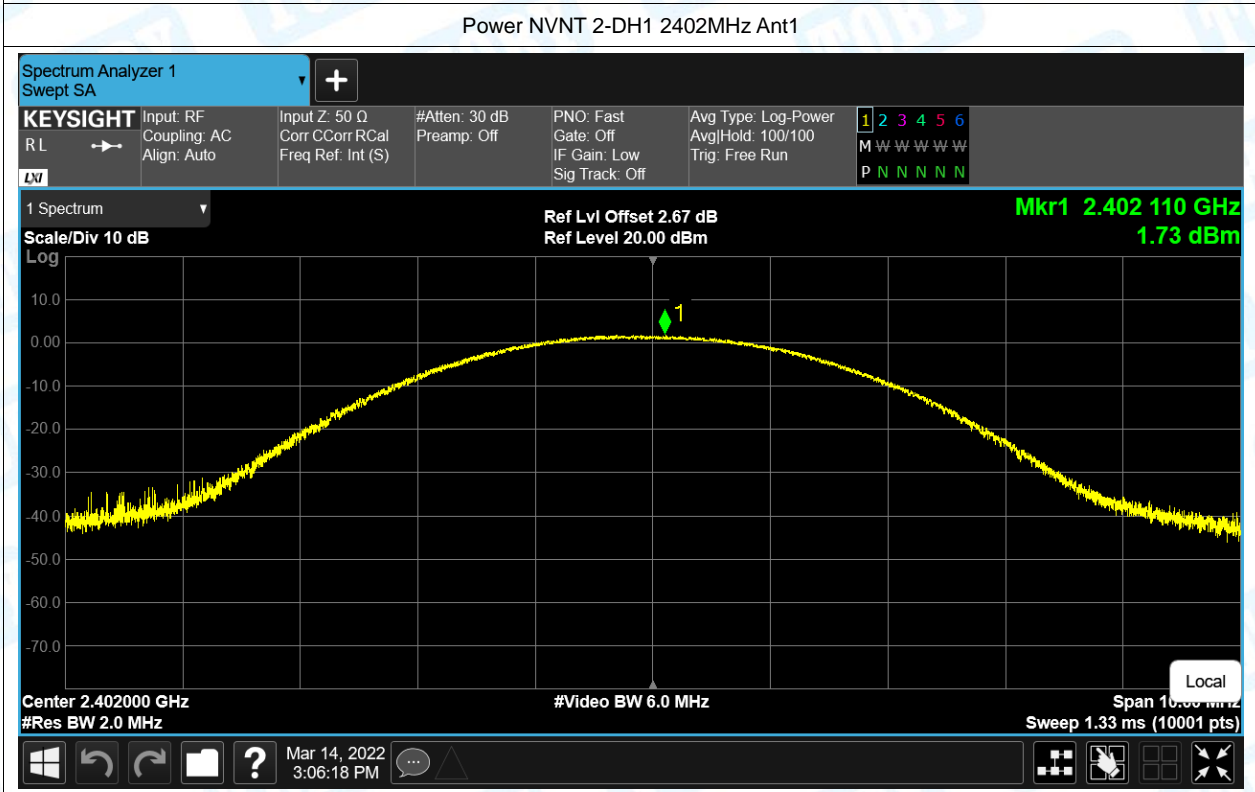 Power NVNT 2-DH1 2402MHz Ant1
Spectrum Analyzer 1
Swept SA
KEYSIGHT
R L
LXI
Input: RF
Coupling: AC
Align: Auto
Input Z: 50 Ω
Corr CCorr RCal
Freq Ref: Int (S)
#Atten: 30 dB
Preamp: Off
PNO: Fast
Gate: Off
IF Gain: Low
Sig Track: Off
Avg Type: Log-Power
Avg|Hold: 100/100
Trig: Free Run
1 2 3 4 5 6
M W W W W W
P N N N N N
1 Spectrum
Scale/Div 10 dB
Log
Ref Lvl Offset 2.67 dB
Ref Level 20.00 dBm
Mkr1 2.402 110 GHz
1.73 dBm
1
10.0
0.00
-10.0
-20.0
-30.0
-40.0
-50.0
-60.0
-70.0
Local
Center 2.402000 GHz
#Video BW 6.0 MHz
Span 10.00 MHz
#Res BW 2.0 MHz
Sweep 1.33 ms (10001 pts)
?
Mar 14, 2022
3:06:18 PM